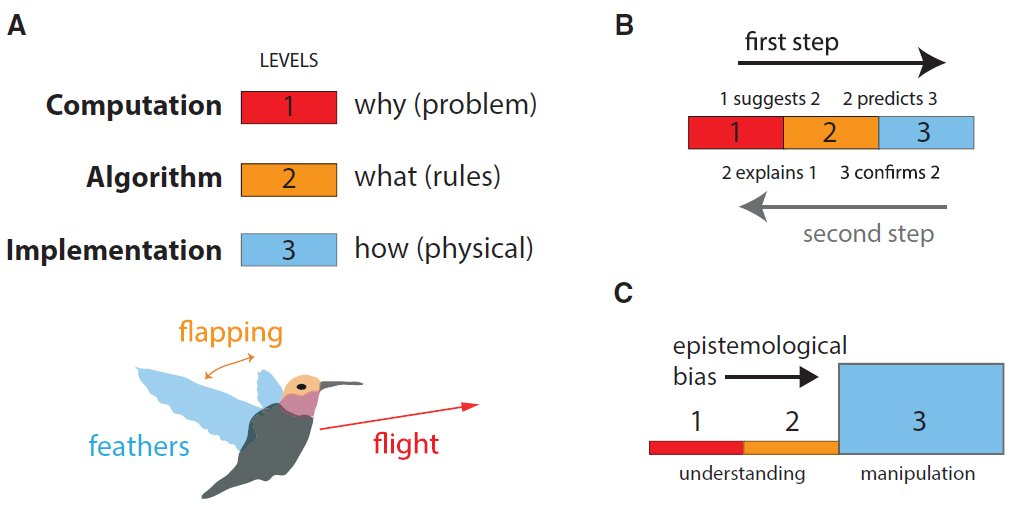 A
LEVELS
Computation 1 why (problem)
Algorithm 2 what (rules)
Implementation 3 how (physical)
flapping
feathers
flight
B
first step
1 suggests 2 2 predicts 3
1 2 3
2 explains 1 3 confirms 2
second step
C
epistemological
bias
1 2 3
understanding manipulation